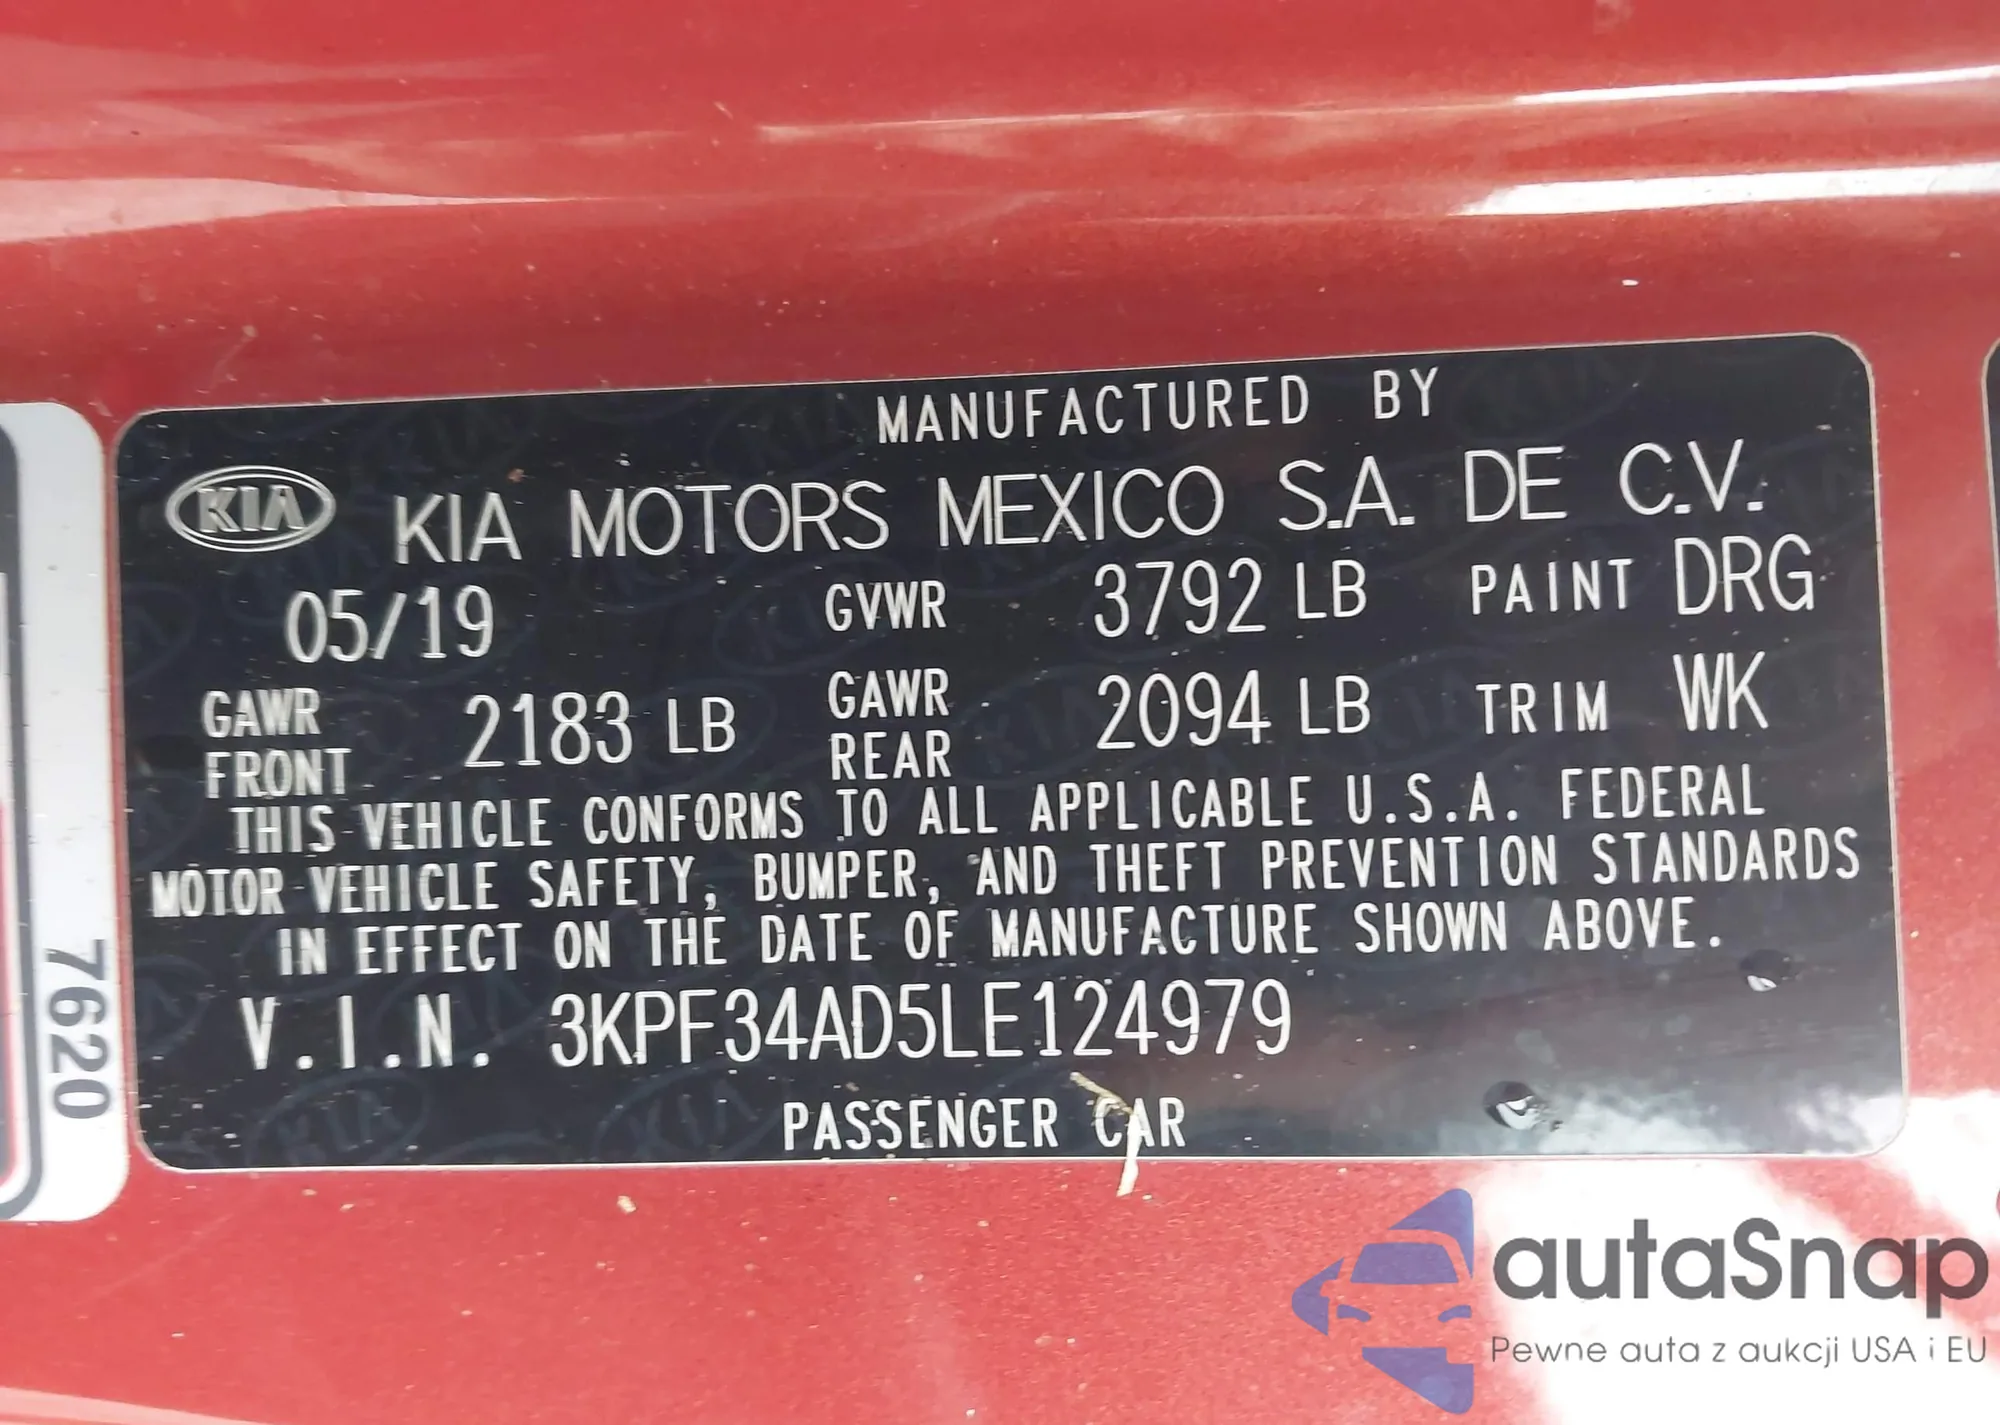 MANUFACTURED BY
KIA KIA MOTORS MEXICO S.A. DE C.V.
05/19 GVWR 3792 LB PAINT DRG
GAWR FRONT 2183 LB GAWR REAR 2094 LB TRIM WK
THIS VEHICLE CONFORMS TO ALL APPLICABLE U.S.A. FEDERAL
MOTOR VEHICLE SAFETY, BUMPER, AND THEFT PREVENTION STANDARDS
IN EFFECT ON THE DATE OF MANUFACTURE SHOWN ABOVE.
V.I.N. 3KPF34AD5LE124979
PASSENGER CAR
7620
autaSnap
Pewne auta z aukcji USA i EU